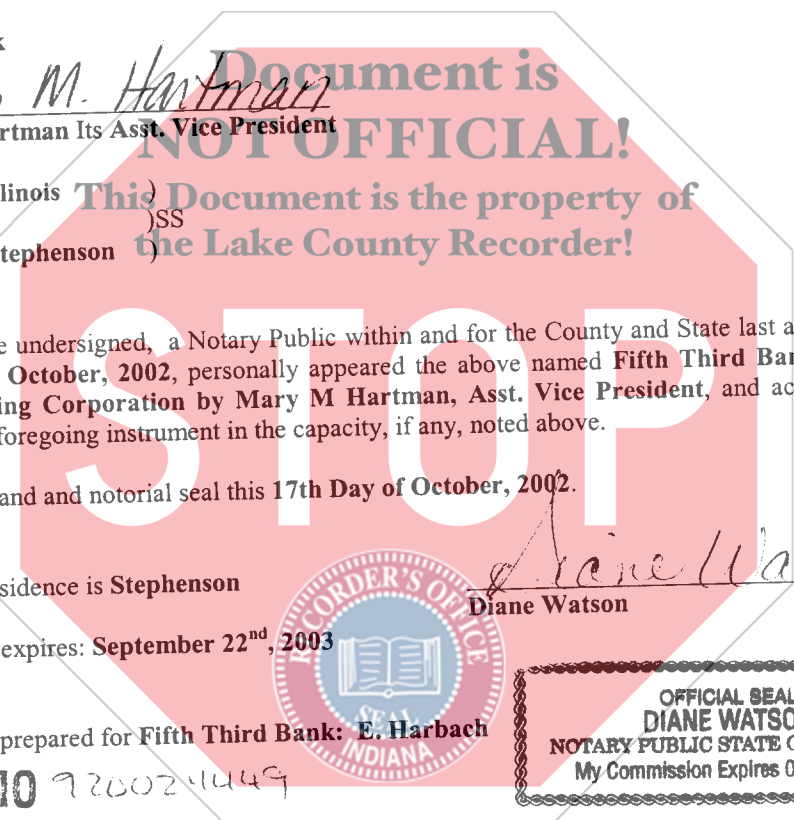 k
M. Hartman
rtman Its Asst. Vice President
Document is
NOT OFFICIAL!
This Document is the property of
the Lake County Recorder!
linois )
)SS
tephenson )
e undersigned, a Notary Public within and for the County and State last a
October, 2002, personally appeared the above named Fifth Third Ban
ing Corporation by Mary M Hartman, Asst. Vice President, and ac
foregoing instrument in the capacity, if any, noted above.
and and notorial seal this 17th Day of October, 2002.
STOP
Diane Wa
sidence is Stephenson
Diane Watson
expires: September 22nd, 2003
RECORDER'S OFFICE
SEAL
INDIANA
prepared for Fifth Third Bank: E. Harbach
OFFICIAL SEAL
DIANE WATSO
NOTARY PUBLIC STATE O
My Commission Expires 0
10